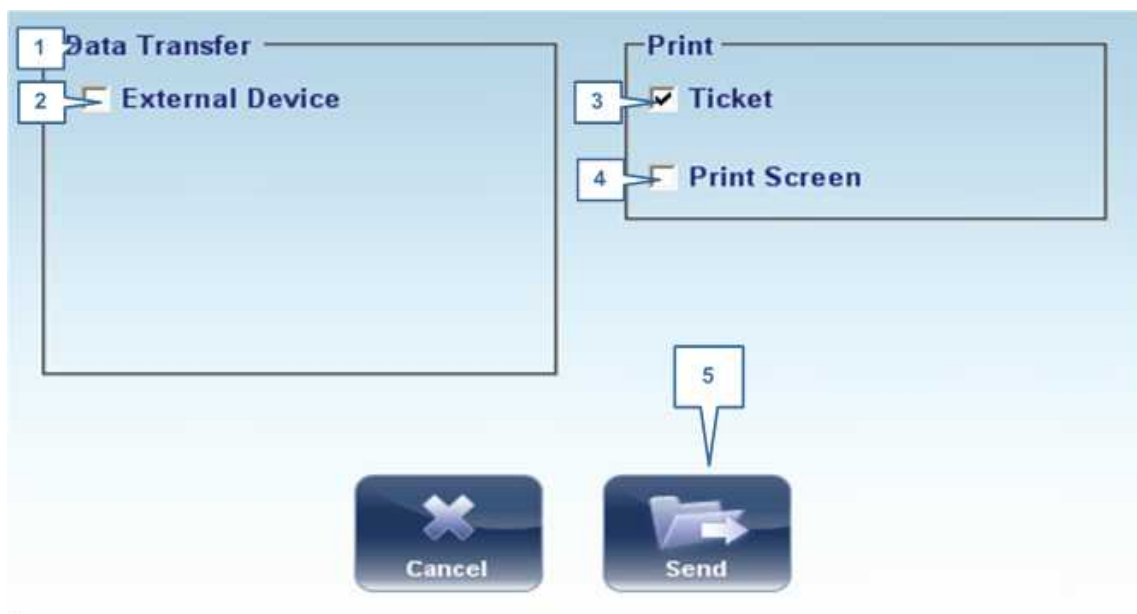 1 Data Transfer
2 External Device
Print
3 Ticket
4 Print Screen
5
Cancel
Send